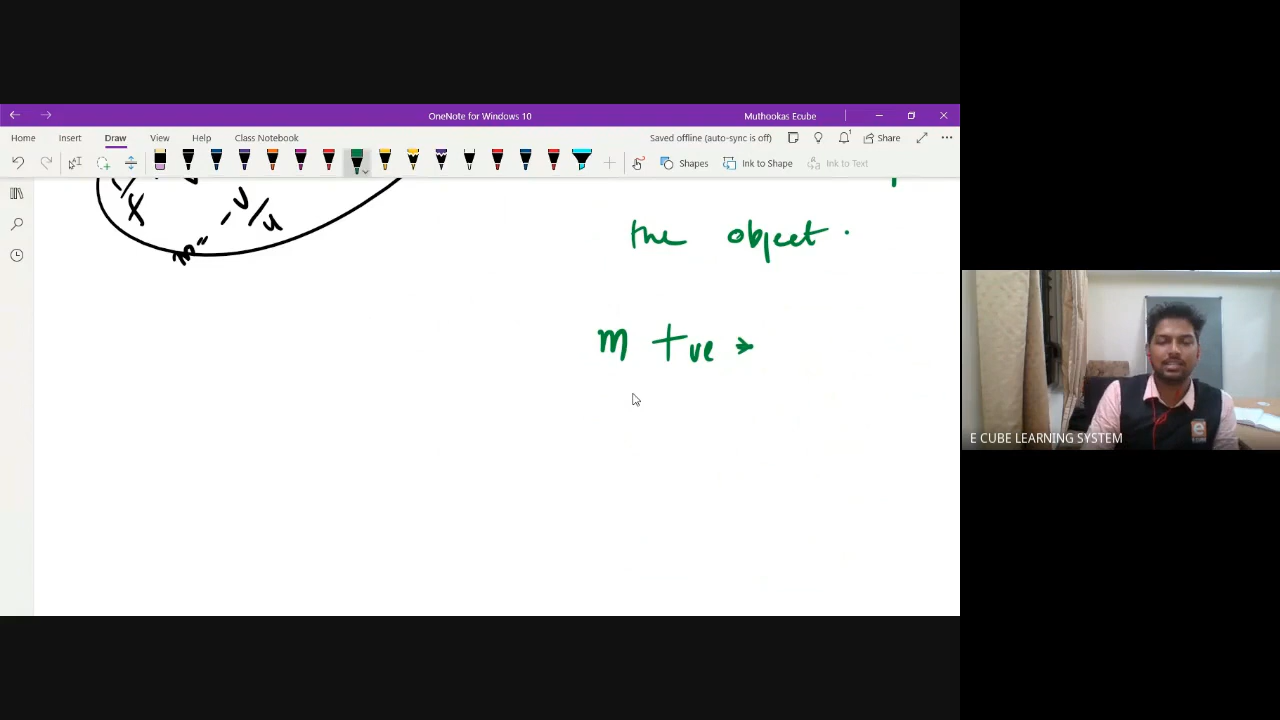 OneNote for Windows 10
Muthookas Ecube
Home Insert Draw View Help Class Notebook
Saved offline (auto-sync is off)
Share
Shapes Ink to Shape Ink to Text
- v/u
"m"
the object .
m +ve →
E CUBE LEARNING SYSTEM